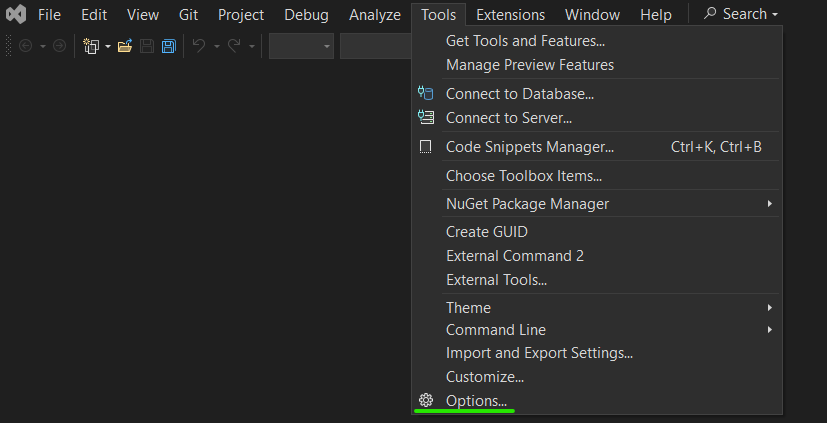 File Edit View Git Project Debug Analyze Tools Extensions Window Help Search
Get Tools and Features...
Manage Preview Features
Connect to Database...
Connect to Server...
Code Snippets Manager... Ctrl+K, Ctrl+B
Choose Toolbox Items...
NuGet Package Manager
Create GUID
External Command 2
External Tools...
Theme
Command Line
Import and Export Settings...
Customize...
Options...